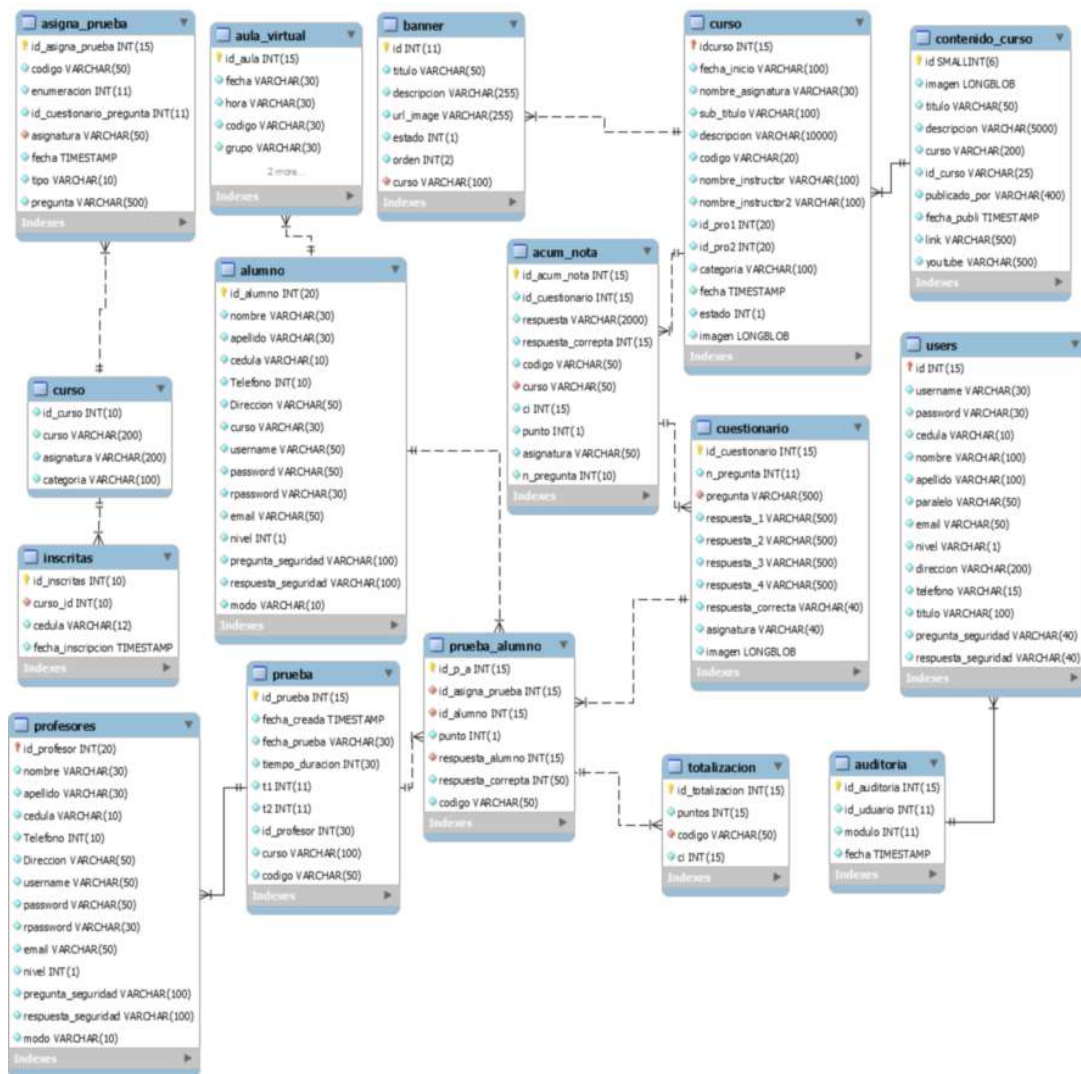 asigna_prueba
id_asigna_prueba INT(15)
codigo VARCHAR(50)
enumeracion INT(11)
id_cuestionario_pregunta INT(11)
asignatura VARCHAR(50)
fecha TIMESTAMP
tipo VARCHAR(10)
pregunta VARCHAR(500)
Indexes
aula_virtual
id_aula INT(15)
fecha VARCHAR(30)
hora VARCHAR(30)
codigo VARCHAR(30)
grupo VARCHAR(30)
2 more...
Indexes
banner
id INT(11)
titulo VARCHAR(50)
descripcion VARCHAR(255)
url_image VARCHAR(255)
estado INT(1)
orden INT(2)
curso VARCHAR(100)
Indexes
curso
idcurso INT(15)
fecha_inicio VARCHAR(100)
nombre_asignatura VARCHAR(30)
sub_titulo VARCHAR(100)
descripcion VARCHAR(10000)
codigo VARCHAR(20)
nombre_instructor VARCHAR(100)
nombre_instructor2 VARCHAR(100)
id_pro1 INT(20)
id_pro2 INT(20)
categoria VARCHAR(100)
fecha TIMESTAMP
estado INT(1)
imagen LONGBLOB
Indexes
contenido_curso
id SMALLINT(6)
imagen LONGBLOB
titulo VARCHAR(50)
descripcion VARCHAR(5000)
curso VARCHAR(200)
id_curso VARCHAR(25)
publicado_por VARCHAR(400)
fecha_publi TIMESTAMP
link VARCHAR(500)
youtube VARCHAR(500)
Indexes
alumno
id_alumno INT(20)
nombre VARCHAR(30)
apellido VARCHAR(30)
cedula VARCHAR(10)
Telefono INT(10)
Direccion VARCHAR(50)
curso VARCHAR(30)
username VARCHAR(50)
password VARCHAR(50)
rpassword VARCHAR(30)
email VARCHAR(50)
nivel INT(1)
pregunta_seguridad VARCHAR(100)
respuesta_seguridad VARCHAR(100)
modo VARCHAR(10)
Indexes
acum_nota
id_acum_nota INT(15)
id_cuestionario INT(15)
respuesta VARCHAR(2000)
respuesta_correpta INT(15)
codigo VARCHAR(50)
curso VARCHAR(50)
ci INT(15)
punto INT(1)
asignatura VARCHAR(50)
n_pregunta INT(10)
Indexes
users
id INT(15)
username VARCHAR(30)
password VARCHAR(30)
cedula VARCHAR(10)
nombre VARCHAR(100)
apellido VARCHAR(100)
paralelo VARCHAR(50)
email VARCHAR(50)
nivel VARCHAR(1)
direccion VARCHAR(200)
telefono VARCHAR(15)
titulo VARCHAR(100)
pregunta_seguridad VARCHAR(40)
respuesta_seguridad VARCHAR(40)
Indexes
curso
id_curso INT(10)
curso VARCHAR(200)
asignatura VARCHAR(200)
categoria VARCHAR(100)
Indexes
cuestionario
id_cuestionario INT(15)
n_pregunta INT(11)
pregunta VARCHAR(500)
respuesta_1 VARCHAR(500)
respuesta_2 VARCHAR(500)
respuesta_3 VARCHAR(500)
respuesta_4 VARCHAR(500)
respuesta_correcta VARCHAR(40)
asignatura VARCHAR(40)
imagen LONGBLOB
Indexes
inscritas
id_inscritas INT(10)
curso_id INT(10)
cedula VARCHAR(12)
fecha_inscripcion TIMESTAMP
Indexes
prueba_alumno
id_p_a INT(15)
id_asigna_prueba INT(15)
id_alumno INT(15)
punto INT(1)
respuesta_alumno INT(15)
respuesta_correpta INT(50)
codigo VARCHAR(50)
Indexes
prueba
id_prueba INT(15)
fecha_creada TIMESTAMP
fecha_prueba VARCHAR(30)
tiempo_duracion INT(30)
t1 INT(11)
t2 INT(11)
id_profesor INT(30)
curso VARCHAR(100)
codigo VARCHAR(50)
Indexes
profesores
id_profesor INT(20)
nombre VARCHAR(30)
apellido VARCHAR(30)
cedula VARCHAR(10)
Telefono INT(10)
Direccion VARCHAR(50)
username VARCHAR(50)
password VARCHAR(50)
rpassword VARCHAR(30)
email VARCHAR(50)
nivel INT(1)
pregunta_seguridad VARCHAR(100)
respuesta_seguridad VARCHAR(100)
modo VARCHAR(10)
Indexes
totalizacion
id_totalizacion INT(15)
puntos INT(15)
codigo VARCHAR(50)
ci INT(15)
Indexes
auditoria
id_auditoria INT(15)
id_uduario INT(11)
modulo INT(11)
fecha TIMESTAMP
Indexes